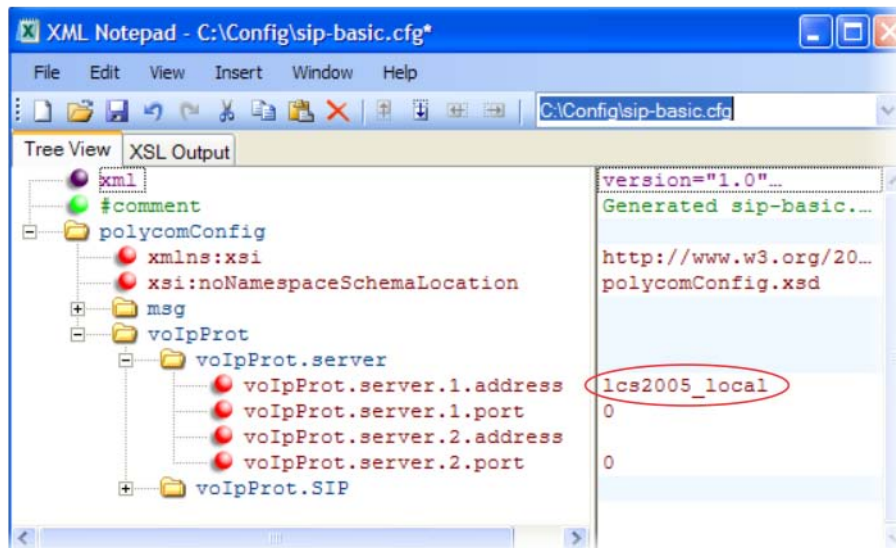 XML Notepad - C:\Config\sip-basic.cfg*
File Edit View Insert Window Help
C:\Config\sip-basic.cfg
Tree View XSL Output
xml version="1.0"...
#comment Generated sip-basic....
polycomConfig
xmlns:xsi http://www.w3.org/20...
xsi:noNamespaceSchemaLocation polycomConfig.xsd
msg
voIpProt
voIpProt.server
voIpProt.server.1.address lcs2005_local
voIpProt.server.1.port 0
voIpProt.server.2.address
voIpProt.server.2.port 0
voIpProt.SIP